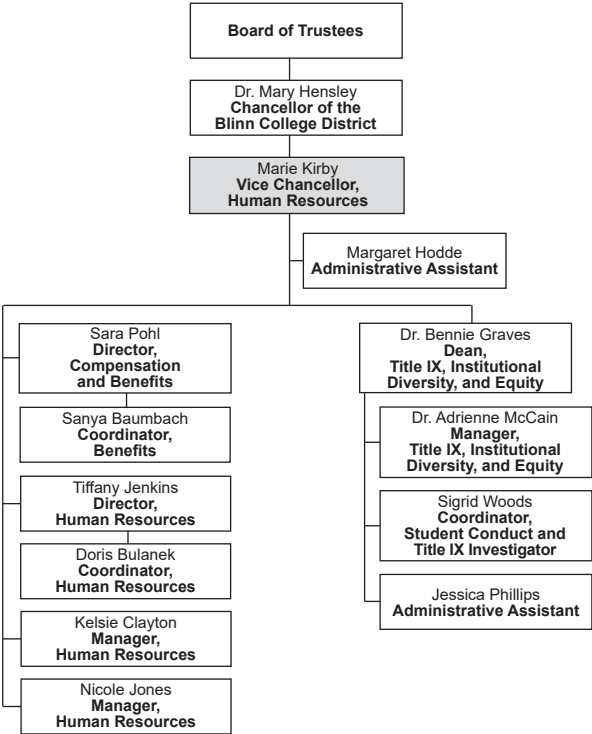 Board of Trustees
Dr. Mary Hensley
Chancellor of the
Blinn College District
Marie Kirby
Vice Chancellor,
Human Resources
Margaret Hodde
Administrative Assistant
Sara Pohl
Director,
Compensation
and Benefits
Sanya Baumbach
Coordinator,
Benefits
Tiffany Jenkins
Director,
Human Resources
Doris Bulanek
Coordinator,
Human Resources
Kelsie Clayton
Manager,
Human Resources
Nicole Jones
Manager,
Human Resources
Dr. Bennie Graves
Dean,
Title IX, Institutional
Diversity, and Equity
Dr. Adrienne McCain
Manager,
Title IX, Institutional
Diversity, and Equity
Sigrid Woods
Coordinator,
Student Conduct and
Title IX Investigator
Jessica Phillips
Administrative Assistant